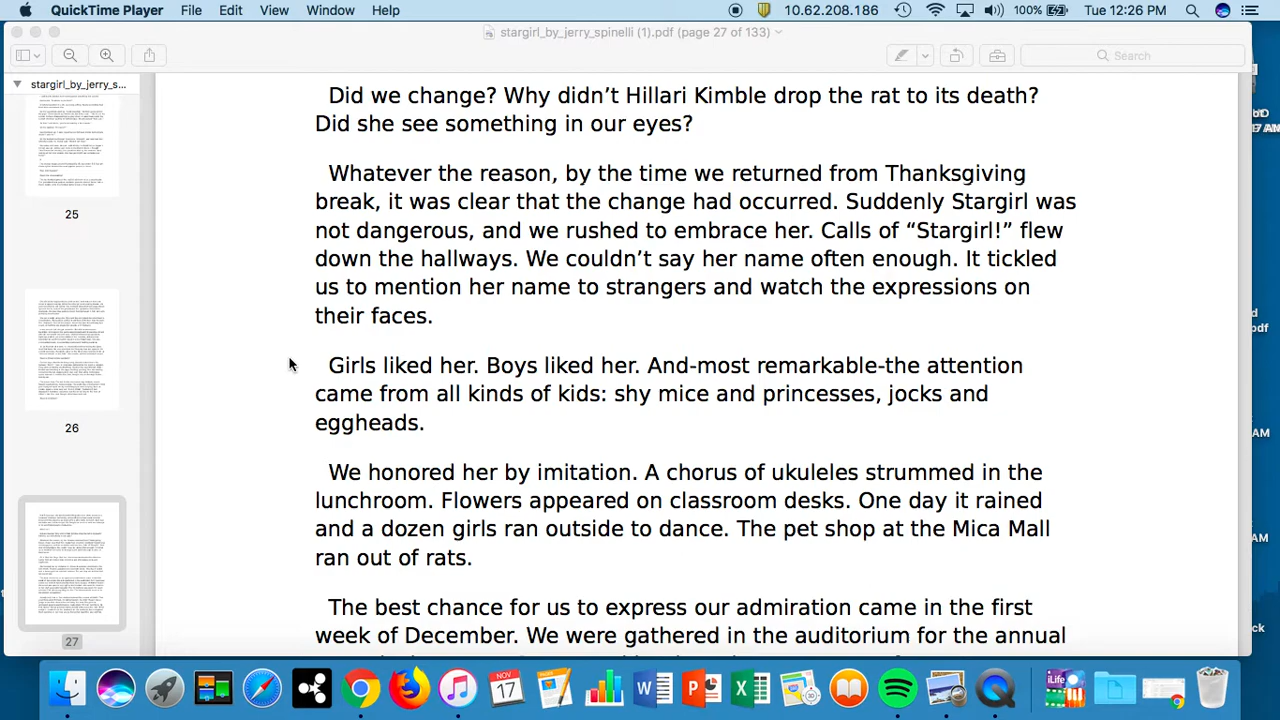 QuickTime Player File Edit View Window Help 10.62.208.186 100% Tue 12:26 PM
stargirl_by_jerry_spinelli (1).pdf (page 27 of 133)
Search
stargirl_by_jerry_s...
25
26
27
Did we change? Why didn’t Hillari Kimble drop the rat to its death?
Did she see something in our eyes?
Whatever the reason, by the time we returned from Thanksgiving
break, it was clear that the change had occurred. Suddenly Stargirl was
not dangerous, and we rushed to embrace her. Calls of “Stargirl!” flew
down the hallways. We couldn’t say her name often enough. It tickled
us to mention her name to strangers and watch the expressions on
their faces.
Girls liked her. Boys liked her. And-most remarkable-the attention
came from all kinds of kids: shy mice and princesses, jocks and
eggheads.
We honored her by imitation. A chorus of ukuleles strummed in the
lunchroom. Flowers appeared on classroom desks. One day it rained
and a dozen girls ran outside to dance. The pet shop at the Mica Mall
ran out of rats.
The best chance for us to express our admiration came in the first
week of December. We were gathered in the auditorium for the annual
NOV
17